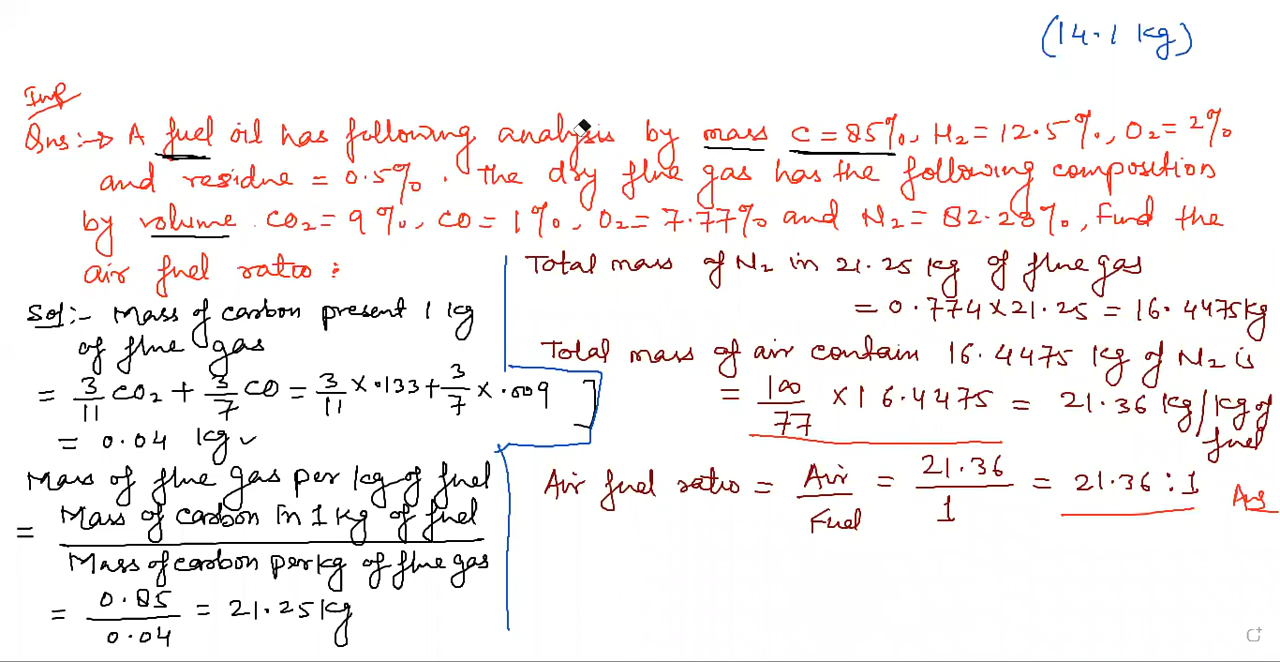 (14.1 kg)
Imp
Qns:-> A fuel oil has following analysis by mass C = 85%, H₂ = 12.5%, O₂ = 2%
and residue = 0.5%. The dry flue gas has the following composition
by volume CO₂ = 9%, CO = 1%, O₂ = 7.77% and N₂ = 82.23%, Find the
air fuel ratio :
Sol:- Mass of carbon present 1 kg
of flue gas
= 3/11 CO₂ + 3/7 CO = 3/11 × .133 + 3/7 × .009
= 0.04 kg
Mass of flue gas per kg of fuel
= Mass of carbon in 1 kg of fuel
Mass of carbon per kg of flue gas
= 0.85/0.04 = 21.25 kg
Total mass of N₂ in 21.25 kg of flue gas
= 0.774 × 21.25 = 16.4475 kg
Total mass of air contain 16.4475 kg of N₂ is
= 100/77 × 16.4475 = 21.36 kg/kg of
fuel
Air fuel ratio = Air/Fuel = 21.36/1 = 21.36 : 1 Ans